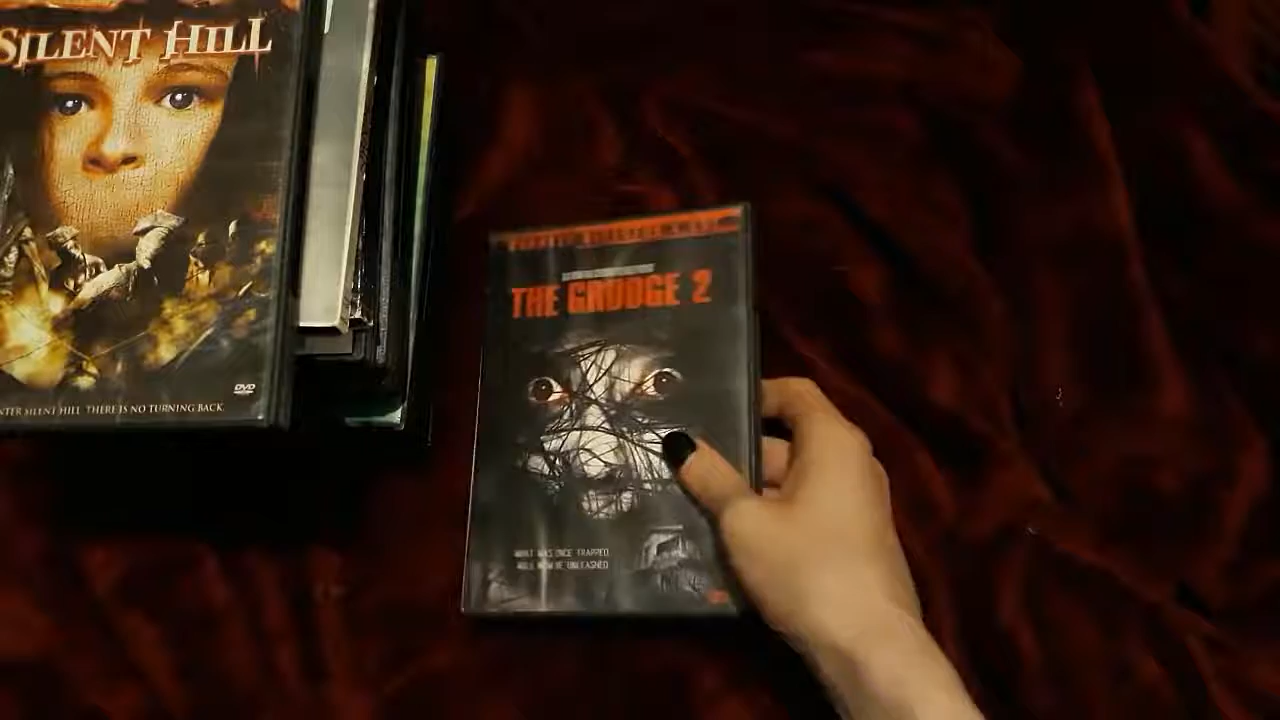 SILENT HILL
DVD
NTER SILENT HILL THERE IS NO TURNING BACK
THE GRUDGE 2
WHAT WAS ONCE TRAPPED
WILL NOW BE UNLEASHED